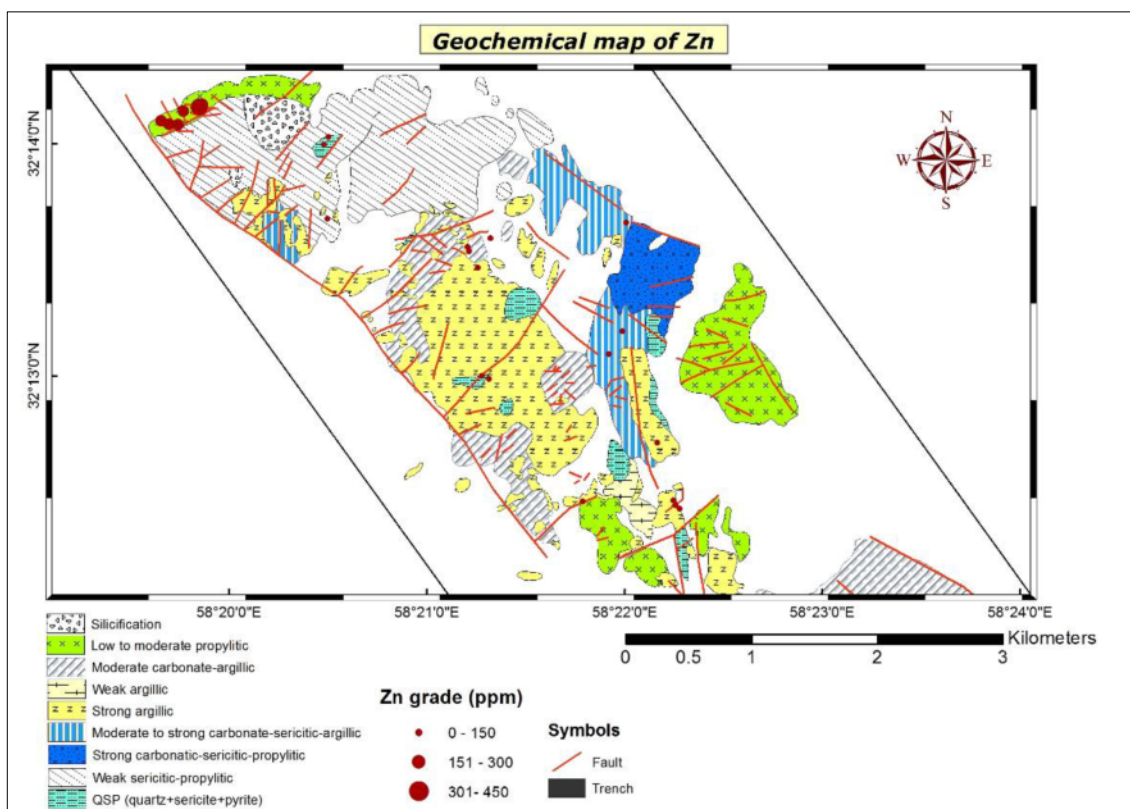 Geochemical map of Zn
N
W E
S
32°14'0"N
32°13'0"N
58°20'0"E 58°21'0"E 58°22'0"E 58°23'0"E 58°24'0"E
Silicification
Low to moderate propylitic
Moderate carbonate-argillic
Weak argillic
Strong argillic
Moderate to strong carbonate-sericitic-argillic
Strong carbonatic-sericitic-propylitic
Weak sericitic-propylitic
QSP (quartz+sericite+pyrite)
Zn grade (ppm)
0 - 150
151 - 300
301- 450
Symbols
Fault
Trench
Kilometers
0 0.5 1 2 3